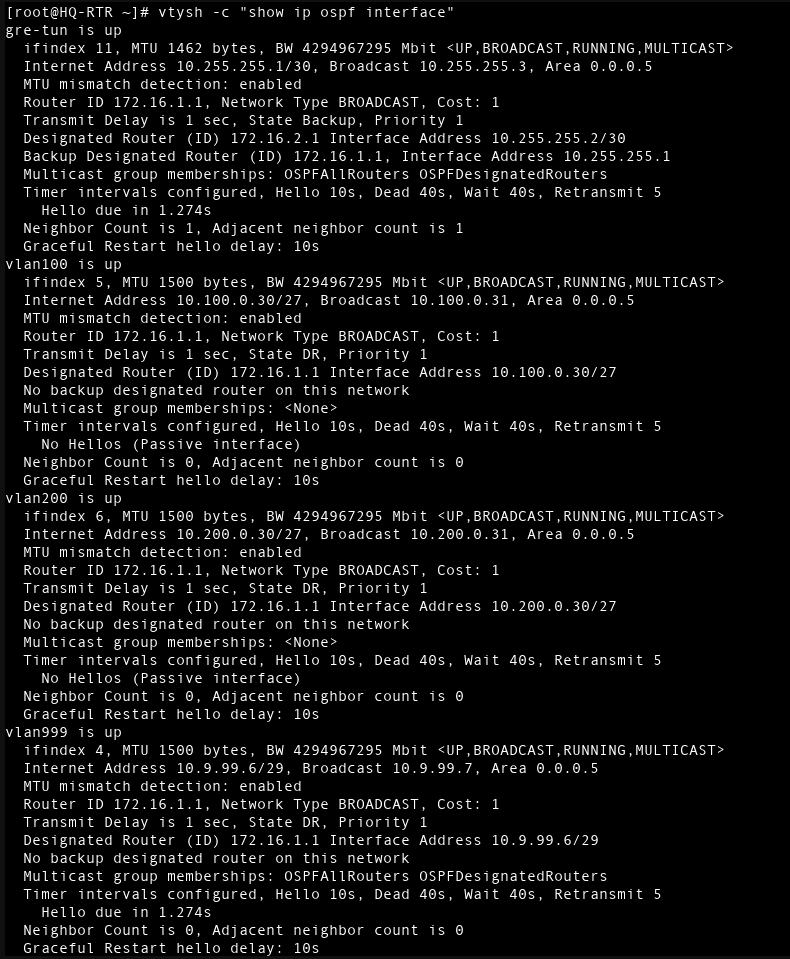 [root@HQ-RTR ~]# vtysh -c "show ip ospf interface"
gre-tun is up
  ifindex 11, MTU 1462 bytes, BW 4294967295 Mbit <UP,BROADCAST,RUNNING,MULTICAST>
  Internet Address 10.255.255.1/30, Broadcast 10.255.255.3, Area 0.0.0.5
  MTU mismatch detection: enabled
  Router ID 172.16.1.1, Network Type BROADCAST, Cost: 1
  Transmit Delay is 1 sec, State Backup, Priority 1
  Designated Router (ID) 172.16.2.1 Interface Address 10.255.255.2/30
  Backup Designated Router (ID) 172.16.1.1, Interface Address 10.255.255.1
  Multicast group memberships: OSPFAllRouters OSPFDesignatedRouters
  Timer intervals configured, Hello 10s, Dead 40s, Wait 40s, Retransmit 5
    Hello due in 1.274s
  Neighbor Count is 1, Adjacent neighbor count is 1
  Graceful Restart hello delay: 10s
vlan100 is up
  ifindex 5, MTU 1500 bytes, BW 4294967295 Mbit <UP,BROADCAST,RUNNING,MULTICAST>
  Internet Address 10.100.0.30/27, Broadcast 10.100.0.31, Area 0.0.0.5
  MTU mismatch detection: enabled
  Router ID 172.16.1.1, Network Type BROADCAST, Cost: 1
  Transmit Delay is 1 sec, State DR, Priority 1
  Designated Router (ID) 172.16.1.1 Interface Address 10.100.0.30/27
  No backup designated router on this network
  Multicast group memberships: <None>
  Timer intervals configured, Hello 10s, Dead 40s, Wait 40s, Retransmit 5
    No Hellos (Passive interface)
  Neighbor Count is 0, Adjacent neighbor count is 0
  Graceful Restart hello delay: 10s
vlan200 is up
  ifindex 6, MTU 1500 bytes, BW 4294967295 Mbit <UP,BROADCAST,RUNNING,MULTICAST>
  Internet Address 10.200.0.30/27, Broadcast 10.200.0.31, Area 0.0.0.5
  MTU mismatch detection: enabled
  Router ID 172.16.1.1, Network Type BROADCAST, Cost: 1
  Transmit Delay is 1 sec, State DR, Priority 1
  Designated Router (ID) 172.16.1.1 Interface Address 10.200.0.30/27
  No backup designated router on this network
  Multicast group memberships: <None>
  Timer intervals configured, Hello 10s, Dead 40s, Wait 40s, Retransmit 5
    No Hellos (Passive interface)
  Neighbor Count is 0, Adjacent neighbor count is 0
  Graceful Restart hello delay: 10s
vlan999 is up
  ifindex 4, MTU 1500 bytes, BW 4294967295 Mbit <UP,BROADCAST,RUNNING,MULTICAST>
  Internet Address 10.9.99.6/29, Broadcast 10.9.99.7, Area 0.0.0.5
  MTU mismatch detection: enabled
  Router ID 172.16.1.1, Network Type BROADCAST, Cost: 1
  Transmit Delay is 1 sec, State DR, Priority 1
  Designated Router (ID) 172.16.1.1 Interface Address 10.9.99.6/29
  No backup designated router on this network
  Multicast group memberships: OSPFAllRouters OSPFDesignatedRouters
  Timer intervals configured, Hello 10s, Dead 40s, Wait 40s, Retransmit 5
    Hello due in 1.274s
  Neighbor Count is 0, Adjacent neighbor count is 0
  Graceful Restart hello delay: 10s